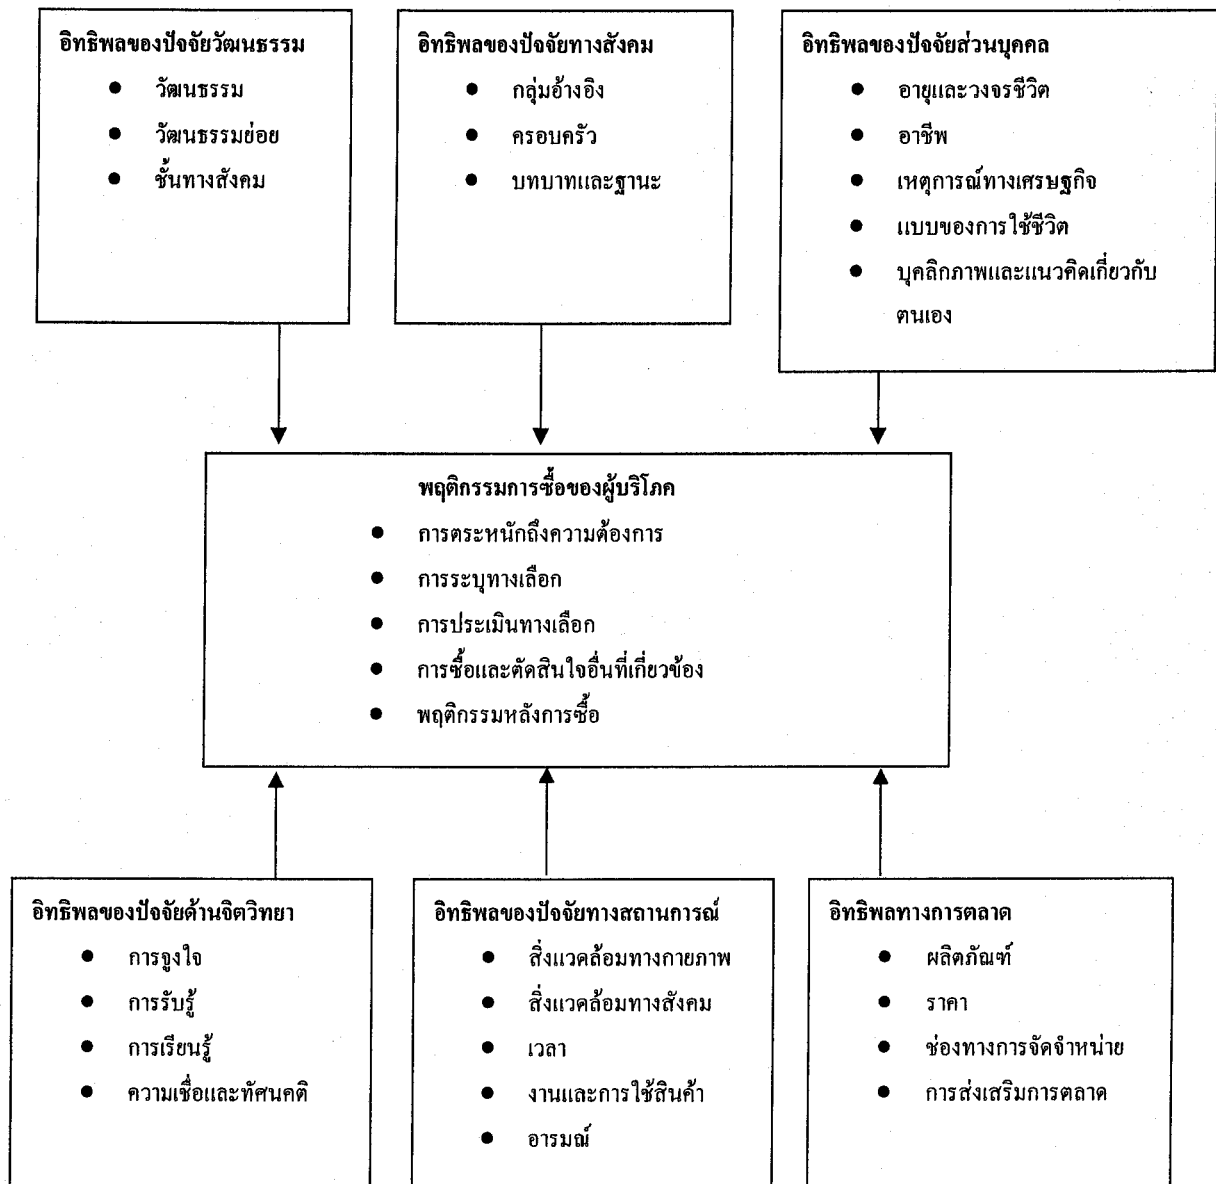 อิทธิพลของปัจจัยวัฒนธรรม
● วัฒนธรรม
● วัฒนธรรมย่อย
● ชั้นทางสังคม
อิทธิพลของปัจจัยทางสังคม
● กลุ่มอ้างอิง
● ครอบครัว
● บทบาทและฐานะ
อิทธิพลของปัจจัยส่วนบุคคล
● อายุและวงจรชีวิต
● อาชีพ
● เหตุการณ์ทางเศรษฐกิจ
● แบบของการใช้ชีวิต
● บุคลิกภาพและแนวคิดเกี่ยวกับ
ตนเอง
พฤติกรรมการซื้อของผู้บริโภค
● การตระหนักถึงความต้องการ
● การระบุทางเลือก
● การประเมินทางเลือก
● การซื้อและตัดสินใจอื่นที่เกี่ยวข้อง
● พฤติกรรมหลังการซื้อ
อิทธิพลของปัจจัยด้านจิตวิทยา
● การจูงใจ
● การรับรู้
● การเรียนรู้
● ความเชื่อและทัศนคติ
อิทธิพลของปัจจัยทางสถานการณ์
● สิ่งแวดล้อมทางกายภาพ
● สิ่งแวดล้อมทางสังคม
● เวลา
● งานและการใช้สินค้า
● อารมณ์
อิทธิพลทางการตลาด
● ผลิตภัณฑ์
● ราคา
● ช่องทางการจัดจำหน่าย
● การส่งเสริมการตลาด